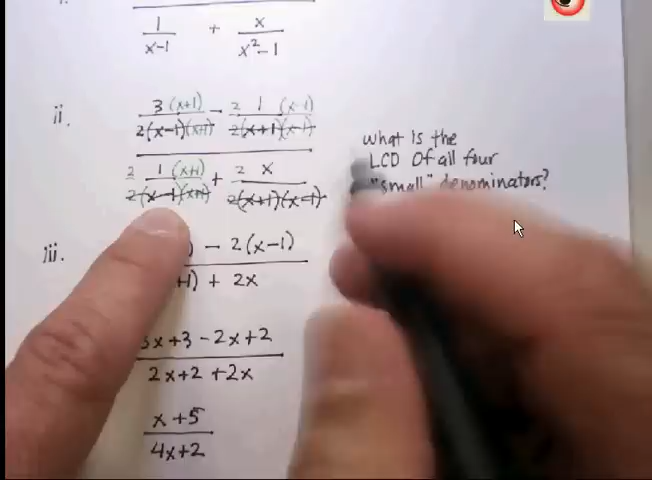 1 + x
x-1 x²-1
ii. 3(x+1) - 2 1 (x-1)
2(x-1)(x+1) 2(x+1)(x-1)
2 1 (x+1) + 2 x
2(x-1)(x+1) 2(x+1)(x-1)
what is the
LCD Of all four
"small" denominators?
iii. ) - 2(x-1)
+1) + 2x
3x+3-2x+2
2x+2+2x
x+5
4x+2